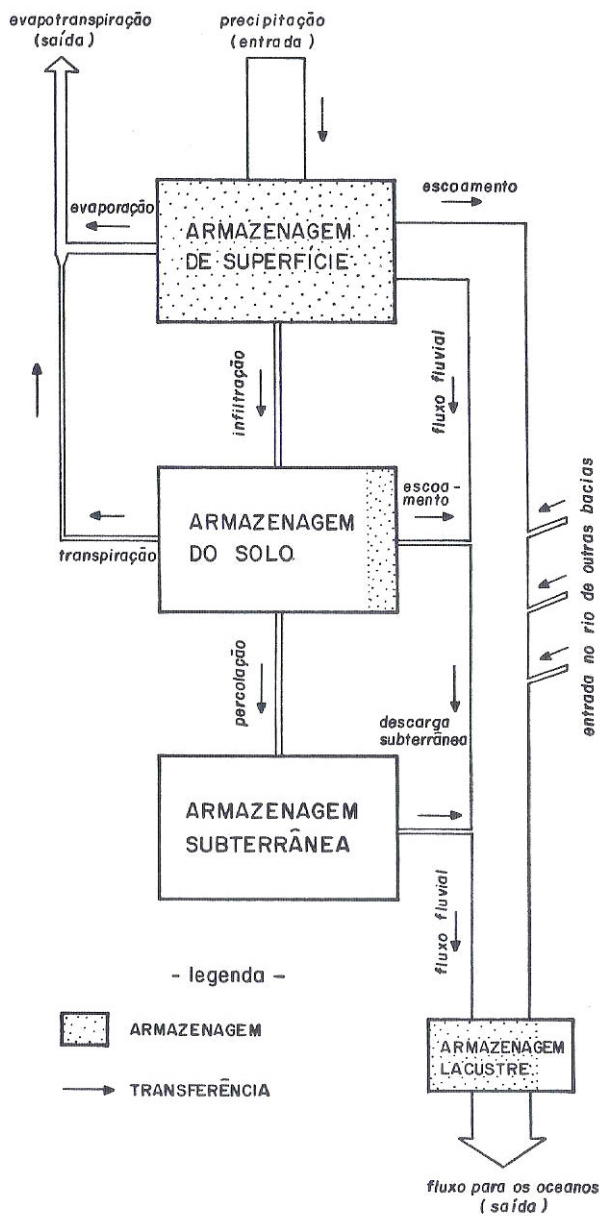 evapotranspiração
(saída)
precipitação
(entrada)
evaporação
escoamento
ARMAZENAGEM
DE SUPERFÍCIE
infiltração
fluxo fluvial
ARMAZENAGEM
DO SOLO
escoa-
mento
transpiração
entrada no rio de outras bacias
percolação
descarga
subterrânea
ARMAZENAGEM
SUBTERRÂNEA
fluxo fluvial
- legenda -
ARMAZENAGEM
TRANSFERÊNCIA
ARMAZENAGEM
LACUSTRE
fluxo para os oceanos
(saída)